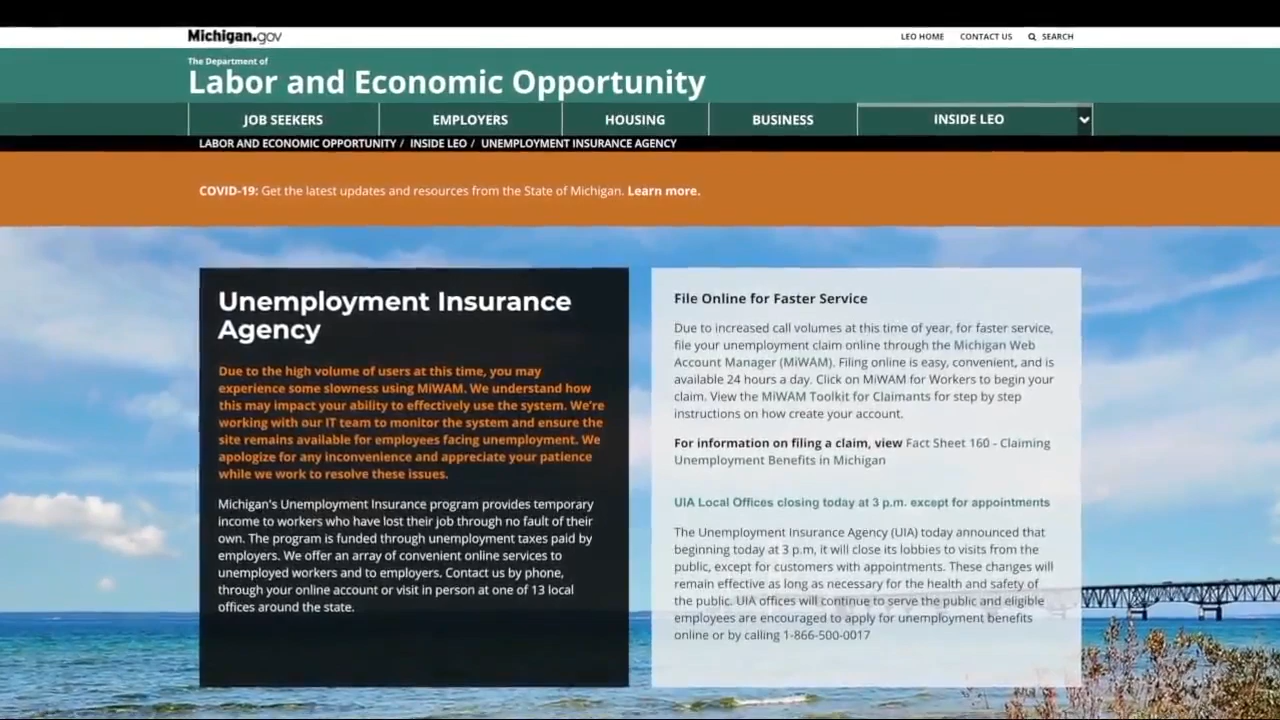 Michigan.gov
LEO HOME CONTACT US SEARCH
The Department of
Labor and Economic Opportunity
JOB SEEKERS EMPLOYERS HOUSING BUSINESS INSIDE LEO
LABOR AND ECONOMIC OPPORTUNITY / INSIDE LEO / UNEMPLOYMENT INSURANCE AGENCY
COVID-19: Get the latest updates and resources from the State of Michigan. Learn more.
Unemployment Insurance
Agency
Due to the high volume of users at this time, you may
experience some slowness using MiWAM. We understand how
this may impact your ability to effectively use the system. We're
working with our IT team to monitor the system and ensure the
site remains available for employees facing unemployment. We
apologize for any inconvenience and appreciate your patience
while we work to resolve these issues.
Michigan's Unemployment Insurance program provides temporary
income to workers who have lost their job through no fault of their
own. The program is funded through unemployment taxes paid by
employers. We offer an array of convenient online services to
unemployed workers and to employers. Contact us by phone,
through your online account or visit in person at one of 13 local
offices around the state.
File Online for Faster Service
Due to increased call volumes at this time of year, for faster service,
file your unemployment claim online through the Michigan Web
Account Manager (MiWAM). Filing online is easy, convenient, and is
available 24 hours a day. Click on MiWAM for Workers to begin your
claim. View the MiWAM Toolkit for Claimants for step by step
instructions on how create your account.
For information on filing a claim, view Fact Sheet 160 - Claiming
Unemployment Benefits in Michigan
UIA Local Offices closing today at 3 p.m. except for appointments
The Unemployment Insurance Agency (UIA) today announced that
beginning today at 3 p.m, it will close its lobbies to visits from the
public, except for customers with appointments. These changes will
remain effective as long as necessary for the health and safety of
the public. UIA offices will continue to serve the public and eligible
employees are encouraged to apply for unemployment benefits
online or by calling 1-866-500-0017